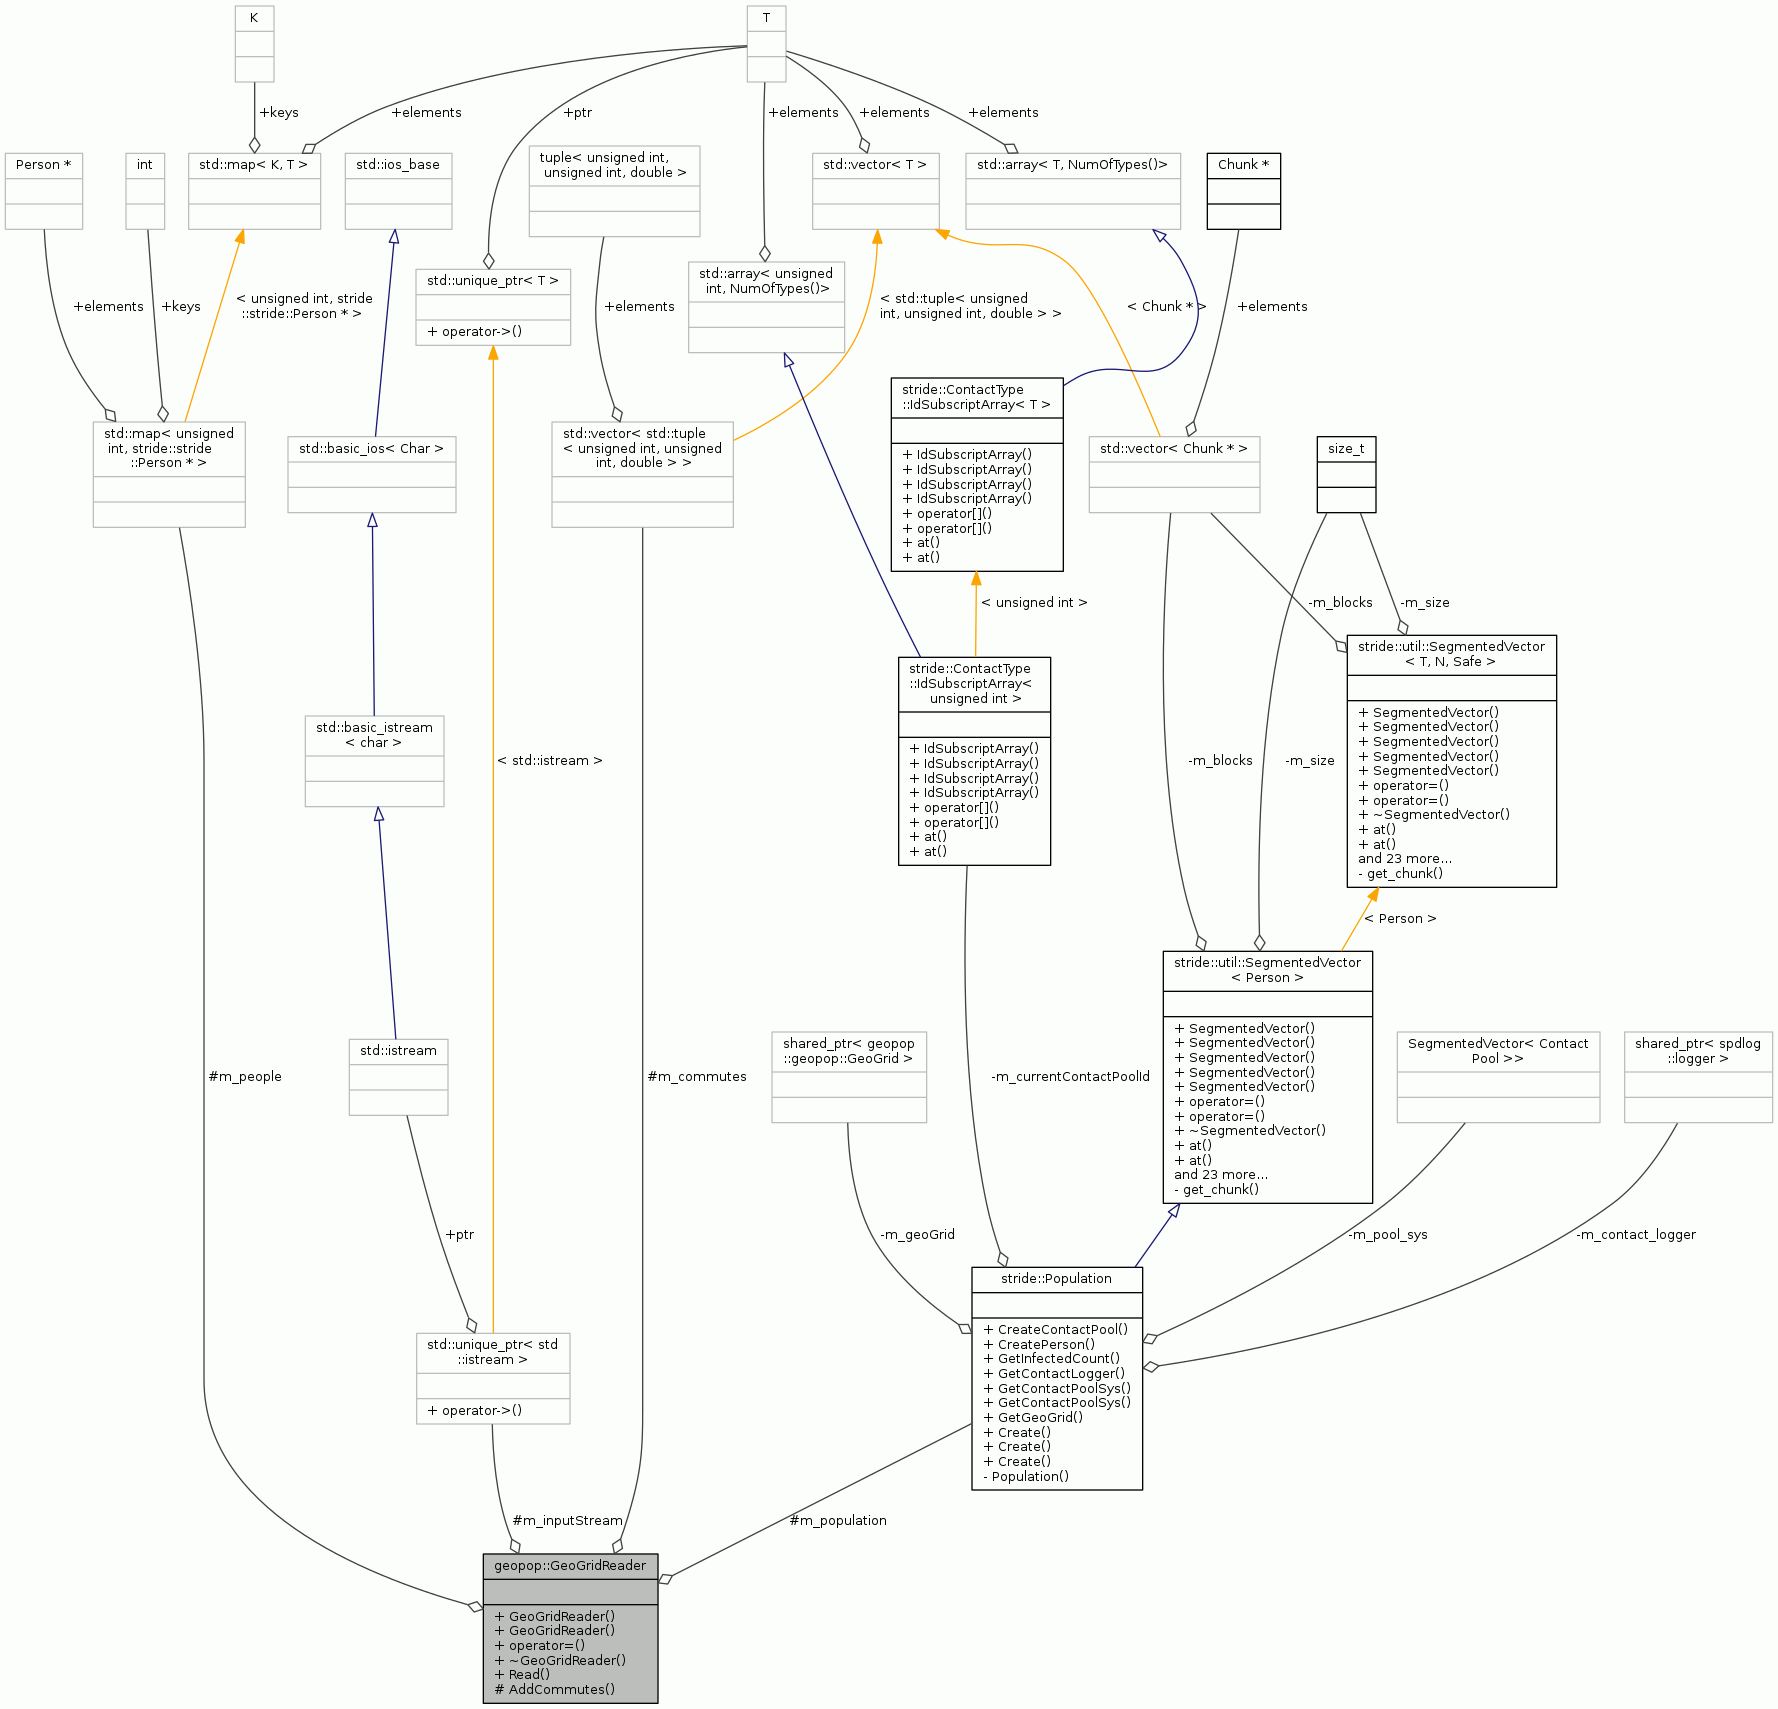 K
T
+keys
+elements
+ptr
+elements
+elements
+elements
Person *
int
std::map< K, T >
std::ios_base
tuple< unsigned int,
unsigned int, double >
std::vector< T >
std::array< T, NumOfTypes()>
Chunk *
std::unique_ptr< T >
+ operator->()
std::array< unsigned
int, NumOfTypes()>
+elements
+keys
< unsigned int, stride
::stride::Person * >
+elements
< std::tuple< unsigned
int, unsigned int, double > >
< Chunk * >
+elements
stride::ContactType
::IdSubscriptArray< T >
+ IdSubscriptArray()
+ IdSubscriptArray()
+ IdSubscriptArray()
+ IdSubscriptArray()
+ operator[]()
+ operator[]()
+ at()
+ at()
std::map< unsigned
int, stride::stride
::Person * >
std::basic_ios< Char >
std::vector< std::tuple
< unsigned int, unsigned
int, double > >
std::vector< Chunk * >
size_t
< unsigned int >
-m_blocks
-m_size
stride::util::SegmentedVector
< T, N, Safe >
+ SegmentedVector()
+ SegmentedVector()
+ SegmentedVector()
+ SegmentedVector()
+ SegmentedVector()
+ operator=()
+ operator=()
+ ~SegmentedVector()
+ at()
+ at()
and 23 more...
- get_chunk()
stride::ContactType
::IdSubscriptArray<
unsigned int >
+ IdSubscriptArray()
+ IdSubscriptArray()
+ IdSubscriptArray()
+ IdSubscriptArray()
+ operator[]()
+ operator[]()
+ at()
+ at()
std::basic_istream
< char >
< std::istream >
-m_blocks
-m_size
< Person >
stride::util::SegmentedVector
< Person >
+ SegmentedVector()
+ SegmentedVector()
+ SegmentedVector()
+ SegmentedVector()
+ SegmentedVector()
+ operator=()
+ operator=()
+ ~SegmentedVector()
+ at()
+ at()
and 23 more...
- get_chunk()
std::istream
shared_ptr< geopop
::geopop::GeoGrid >
SegmentedVector< Contact
Pool >>
shared_ptr< spdlog
::logger >
#m_people
#m_commutes
-m_currentContactPoolId
+ptr
-m_geoGrid
-m_pool_sys
-m_contact_logger
stride::Population
+ CreateContactPool()
+ CreatePerson()
+ GetInfectedCount()
+ GetContactLogger()
+ GetContactPoolSys()
+ GetContactPoolSys()
+ GetGeoGrid()
+ Create()
+ Create()
+ Create()
- Population()
std::unique_ptr< std
::istream >
+ operator->()
#m_inputStream
#m_population
geopop::GeoGridReader
+ GeoGridReader()
+ GeoGridReader()
+ operator=()
+ ~GeoGridReader()
+ Read()
# AddCommutes()